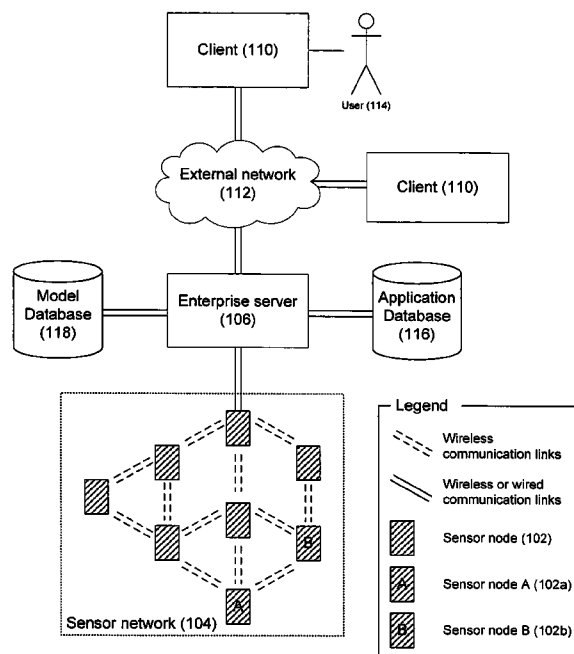 Client (110)
User (114)
External network
(112)
Client (110)
Model
Database
(118)
Enterprise server
(106)
Application
Database
(116)
Legend
Wireless
communication links
Wireless or wired
communication links
Sensor node (102)
A
Sensor node A (102a)
B
Sensor node B (102b)
B
A
Sensor network (104)